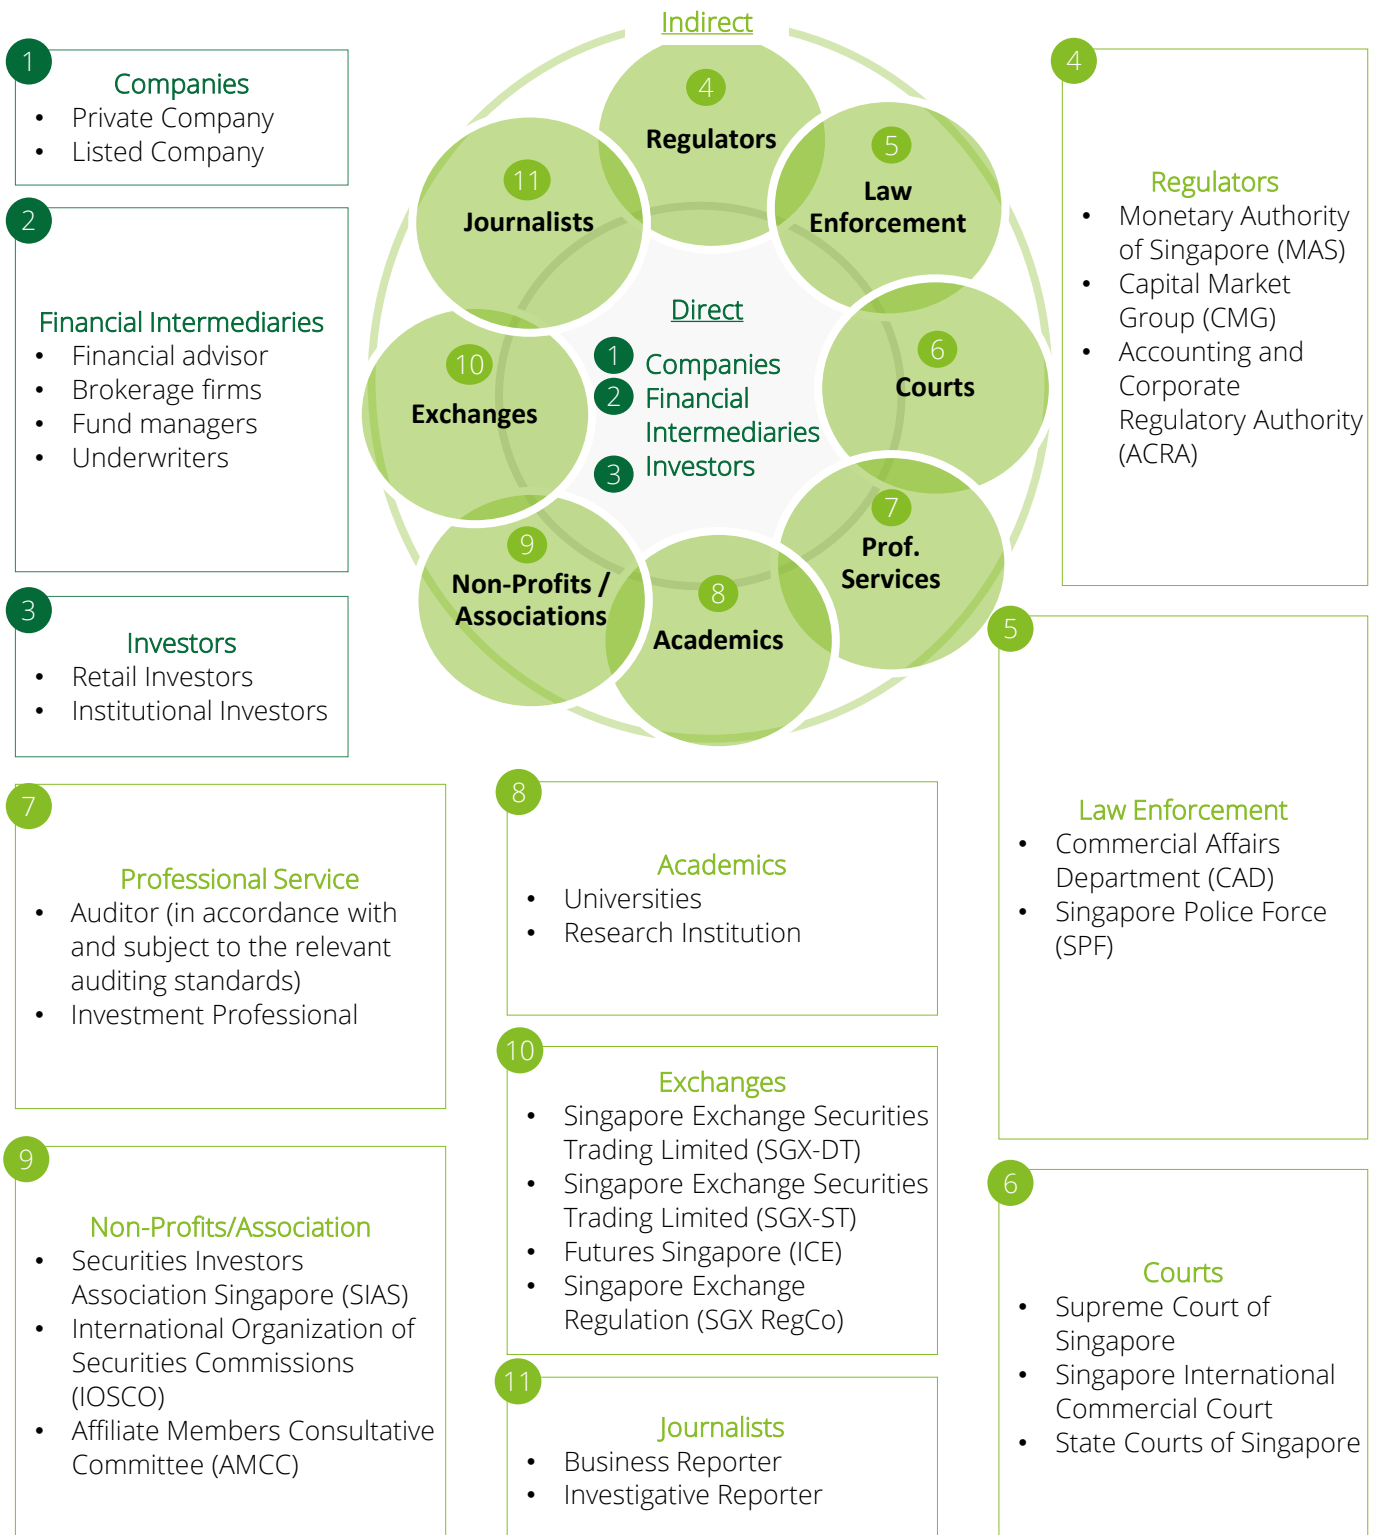 Indirect
4
Regulators
5
Law
Enforcement
6
Courts
7
Prof.
Services
8
Academics
9
Non-Profits /
Associations
10
Exchanges
11
Journalists
Direct
1
Companies
2
Financial
Intermediaries
3
Investors
1
Companies
• Private Company
• Listed Company
2
Financial Intermediaries
• Financial advisor
• Brokerage firms
• Fund managers
• Underwriters
3
Investors
• Retail Investors
• Institutional Investors
4
Regulators
• Monetary Authority
of Singapore (MAS)
• Capital Market
Group (CMG)
• Accounting and
Corporate
Regulatory Authority
(ACRA)
5
Law Enforcement
• Commercial Affairs
Department (CAD)
• Singapore Police Force
(SPF)
6
Courts
• Supreme Court of
Singapore
• Singapore International
Commercial Court
• State Courts of Singapore
7
Professional Service
• Auditor (in accordance with
and subject to the relevant
auditing standards)
• Investment Professional
8
Academics
• Universities
• Research Institution
9
Non-Profits/Association
• Securities Investors
Association Singapore (SIAS)
• International Organization of
Securities Commissions
(IOSCO)
• Affiliate Members Consultative
Committee (AMCC)
10
Exchanges
• Singapore Exchange Securities
Trading Limited (SGX-DT)
• Singapore Exchange Securities
Trading Limited (SGX-ST)
• Futures Singapore (ICE)
• Singapore Exchange
Regulation (SGX RegCo)
11
Journalists
• Business Reporter
• Investigative Reporter